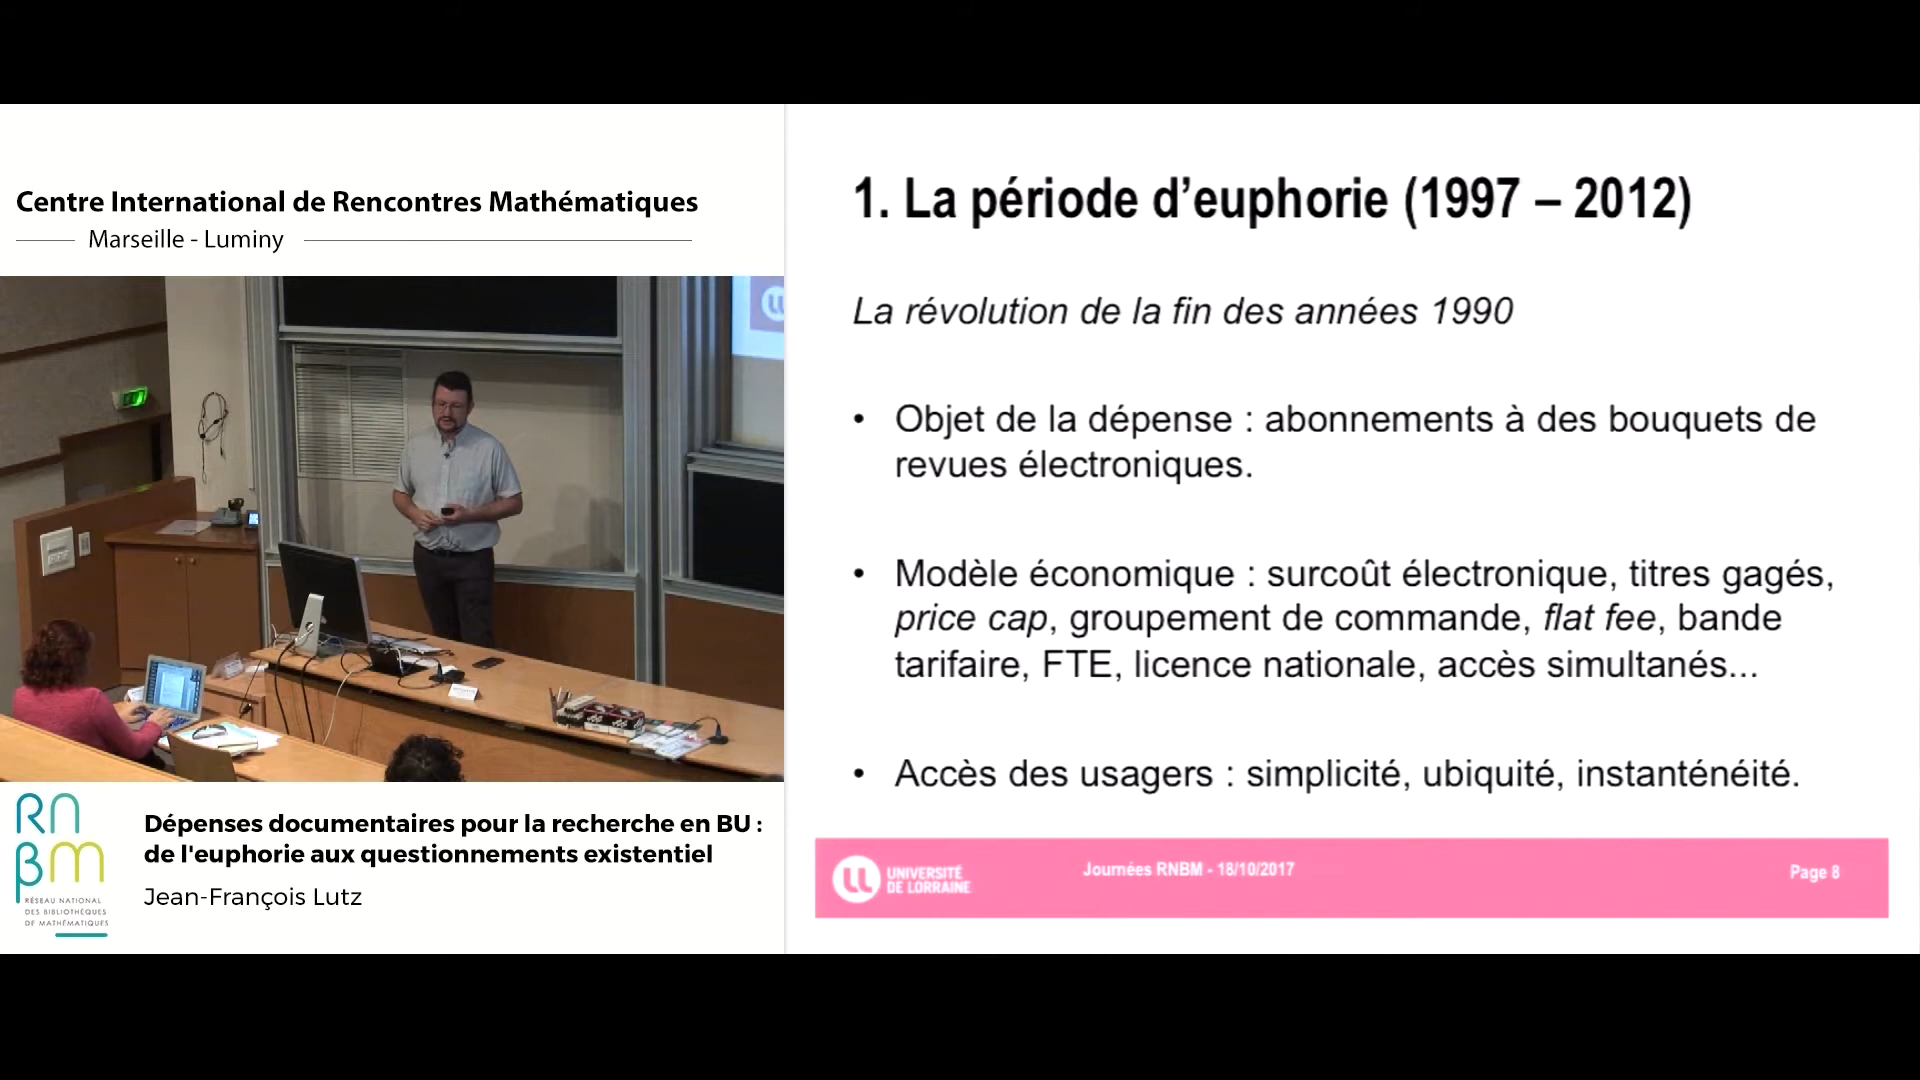 Centre International de Rencontres Mathématiques
Marseille - Luminy
RNBM
RÉSEAU NATIONAL
DES BIBLIOTHÈQUES
DE MATHÉMATIQUES
Dépenses documentaires pour la recherche en BU :
de l'euphorie aux questionnements existentiel
Jean-François Lutz
1. La période d’euphorie (1997 – 2012)
La révolution de la fin des années 1990
• Objet de la dépense : abonnements à des bouquets de
revues électroniques.
• Modèle économique : surcoût électronique, titres gagés,
price cap, groupement de commande, flat fee, bande
tarifaire, FTE, licence nationale, accès simultanés...
• Accès des usagers : simplicité, ubiquité, instanténéité.
UNIVERSITÉ
DE LORRAINE
Journées RNBM - 18/10/2017
Page 8